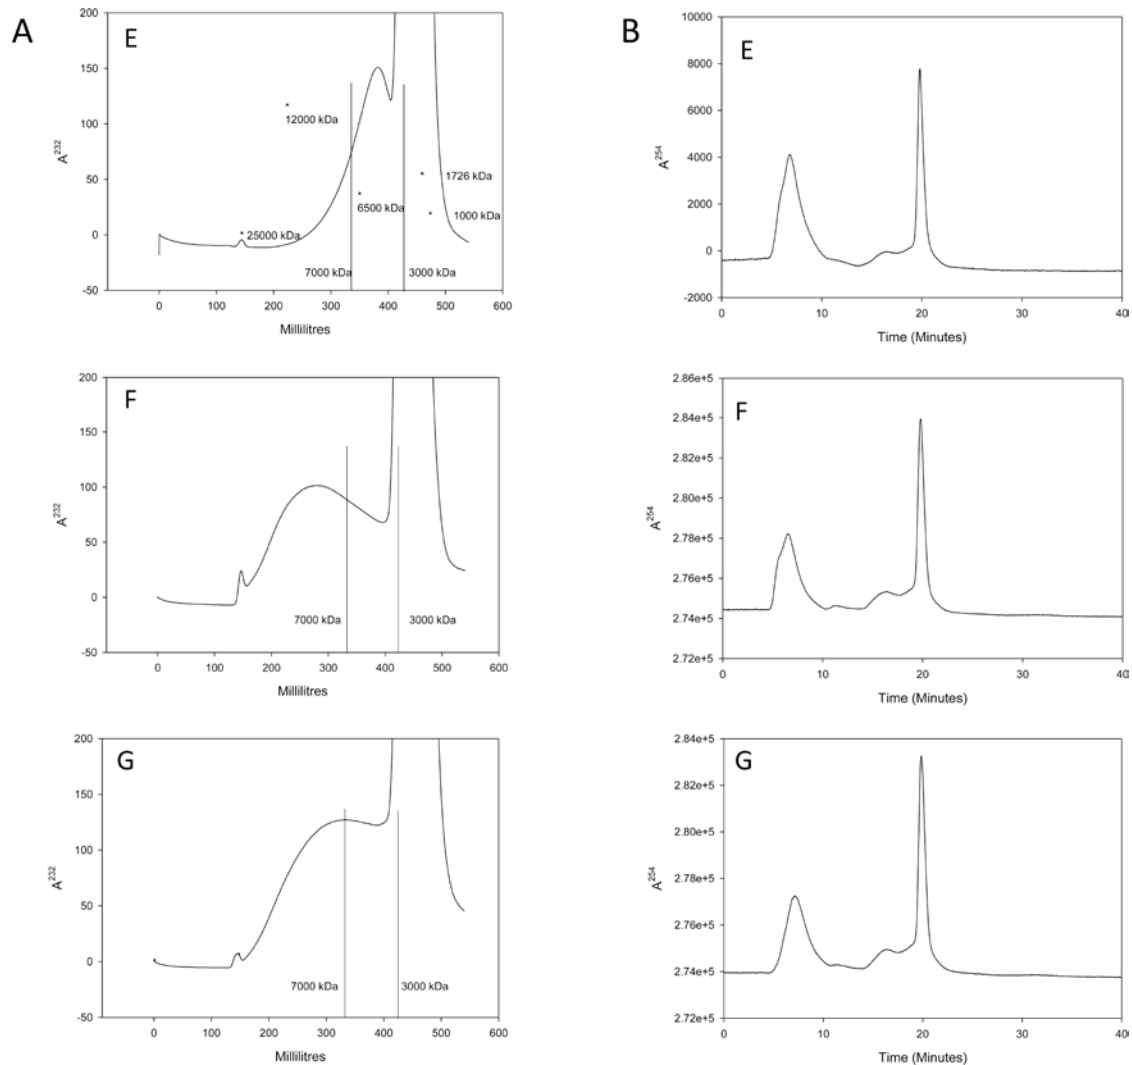 A
E
200
150
100
50
0
-50
A²³²
* 12000 kDa
* 25000 kDa
* 6500 kDa
* 1726 kDa
* 1000 kDa
7000 kDa
3000 kDa
0 100 200 300 400 500 600
Millilitres
B
E
10000
8000
6000
4000
2000
0
-2000
A²⁵⁴
0 10 20 30 40
Time (Minutes)
F
200
150
100
50
0
-50
A²³²
7000 kDa
3000 kDa
0 100 200 300 400 500 600
Millilitres
F
2.86e+5
2.84e+5
2.82e+5
2.80e+5
2.78e+5
2.76e+5
2.74e+5
2.72e+5
A²⁵⁴
0 10 20 30 40
Time (Minutes)
G
200
150
100
50
0
-50
A²³²
7000 kDa
3000 kDa
0 100 200 300 400 500 600
Millilitres
G
2.84e+5
2.82e+5
2.80e+5
2.78e+5
2.76e+5
2.74e+5
2.72e+5
A²⁵⁴
0 10 20 30 40
Time (Minutes)